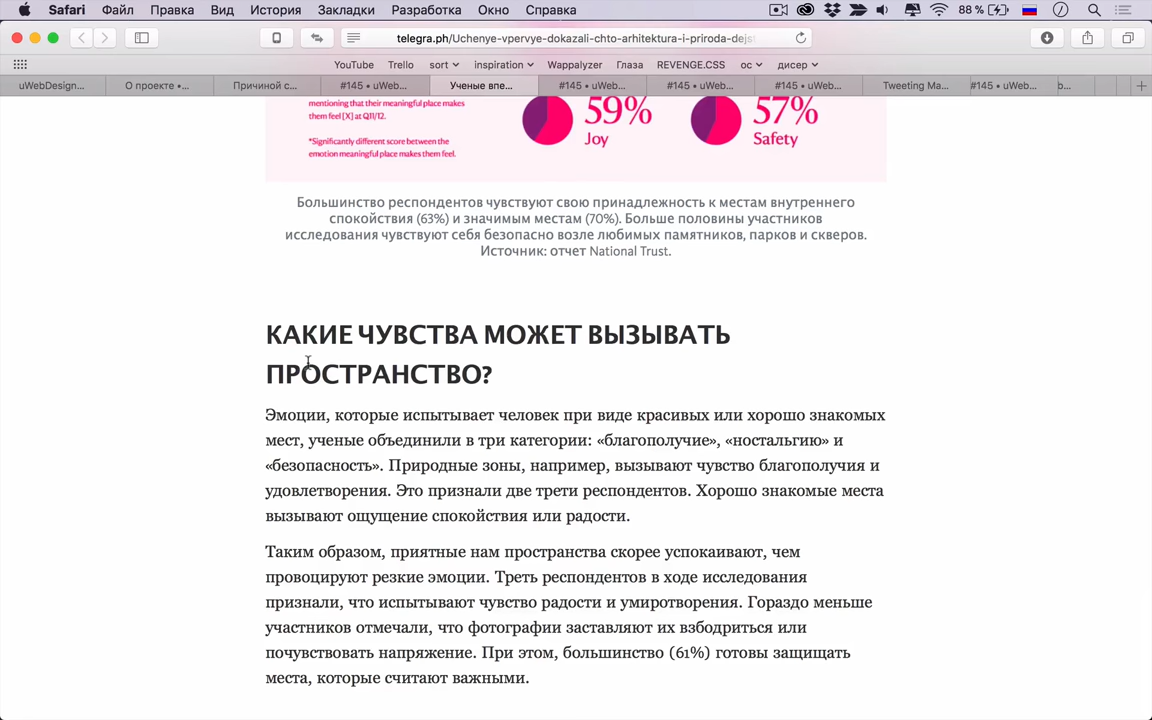 Safari Файл Правка Вид История Закладки Разработка Окно Справка 88 %
telegra.ph/Uchenye-vpervye-dokazali-chto-arhitektura-i-priroda-dejst
YouTube Trello sort inspiration Wappalyzer Глаза REVENGE.CSS ос дисер
uWebDesign... О проекте •... Причиной с... #145 • uWeb... Ученые впе... #145 • uWeb... #145 • uWeb... #145 • uWeb... Tweeting Ma... #145 • uWeb... b...
mentioning that their meaningful place makes
them feel [X] at Q11/12.
59% 57%
Joy Safety
*Significantly different score between the
emotion meaningful place makes them feel.
Большинство респондентов чувствуют свою принадлежность к местам внутреннего
спокойствия (63%) и значимым местам (70%). Больше половины участников
исследования чувствуют себя безопасно возле любимых памятников, парков и скверов.
Источник: отчет National Trust.
КАКИЕ ЧУВСТВА МОЖЕТ ВЫЗЫВАТЬ
ПРОСТРАНСТВО?
Эмоции, которые испытывает человек при виде красивых или хорошо знакомых
мест, ученые объединили в три категории: «благополучие», «ностальгию» и
«безопасность». Природные зоны, например, вызывают чувство благополучия и
удовлетворения. Это признали две трети респондентов. Хорошо знакомые места
вызывают ощущение спокойствия или радости.
Таким образом, приятные нам пространства скорее успокаивают, чем
провоцируют резкие эмоции. Треть респондентов в ходе исследования
признали, что испытывают чувство радости и умиротворения. Гораздо меньше
участников отмечали, что фотографии заставляют их взбодриться или
почувствовать напряжение. При этом, большинство (61%) готовы защищать
места, которые считают важными.